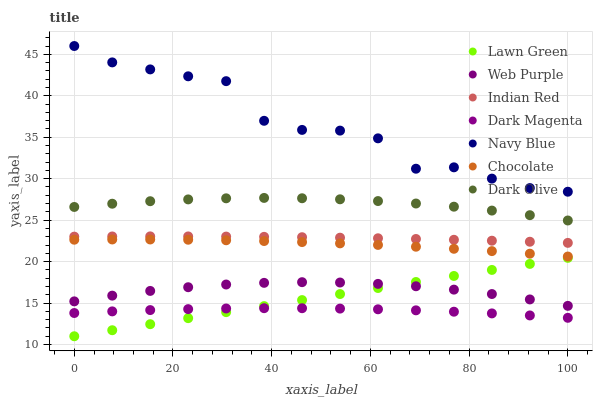 title
yaxis_label
45
40
35
30
25
20
15
10
0
20
40
60
80
100
xaxis_label
Lawn Green
Web Purple
Indian Red
Dark Magenta
Navy Blue
Chocolate
Dark Olive